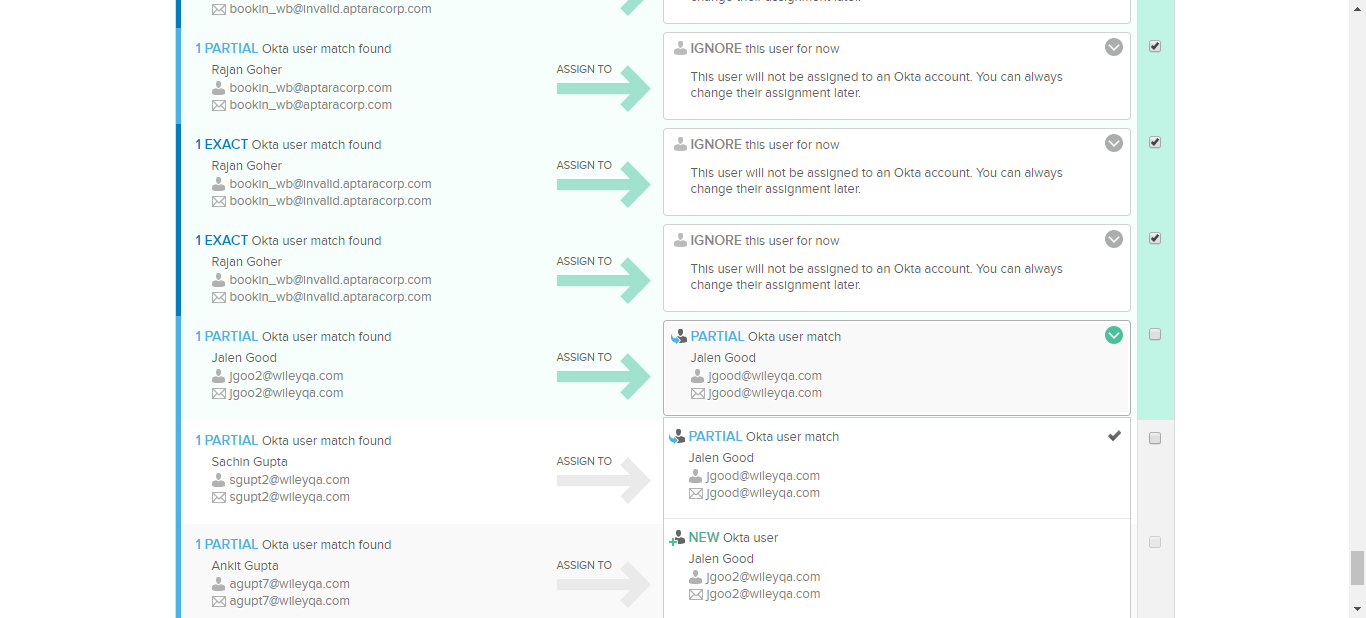 bookin_wb@invalid.aptaracorp.com
change their assignment later.
1 PARTIAL Okta user match found
Rajan Goher
bookin_wb@aptaracorp.com
bookin_wb@aptaracorp.com
ASSIGN TO
IGNORE this user for now
This user will not be assigned to an Okta account. You can always
change their assignment later.
1 EXACT Okta user match found
Rajan Goher
bookin_wb@invalid.aptaracorp.com
bookin_wb@invalid.aptaracorp.com
ASSIGN TO
IGNORE this user for now
This user will not be assigned to an Okta account. You can always
change their assignment later.
1 EXACT Okta user match found
Rajan Goher
bookin_wb@invalid.aptaracorp.com
bookin_wb@invalid.aptaracorp.com
ASSIGN TO
IGNORE this user for now
This user will not be assigned to an Okta account. You can always
change their assignment later.
1 PARTIAL Okta user match found
Jalen Good
jgoo2@wileyqa.com
jgoo2@wileyqa.com
ASSIGN TO
PARTIAL Okta user match
Jalen Good
jgood@wileyqa.com
jgood@wileyqa.com
1 PARTIAL Okta user match found
Sachin Gupta
sgupt2@wileyqa.com
sgupt2@wileyqa.com
ASSIGN TO
PARTIAL Okta user match
Jalen Good
jgood@wileyqa.com
jgood@wileyqa.com
1 PARTIAL Okta user match found
Ankit Gupta
agupt7@wileyqa.com
agupt7@wileyqa.com
ASSIGN TO
NEW Okta user
Jalen Good
jgoo2@wileyqa.com
jgoo2@wileyqa.com